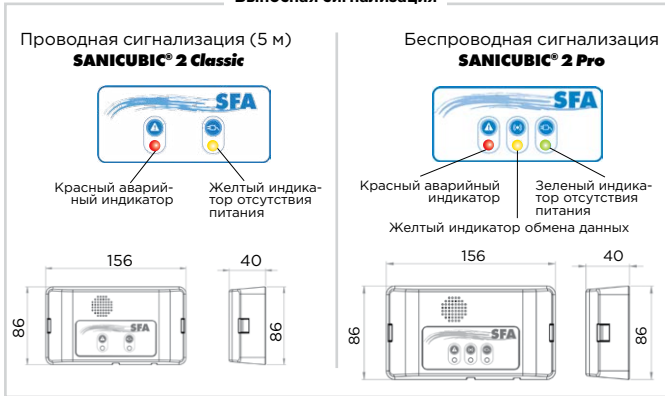 Выносная сигнализация
Проводная сигнализация (5 м)
SANICUBIC® 2 Classic
SFA
Красный аварий-
ный индикатор
Желтый индика-
тор отсутствия
питания
156
40
86
SFA
86
Беспроводная сигнализация
SANICUBIC® 2 Pro
SFA
Красный аварийный
индикатор
Зеленый индика-
тор отсутствия
питания
Желтый индикатор обмена данных
156
40
86
SFA
86